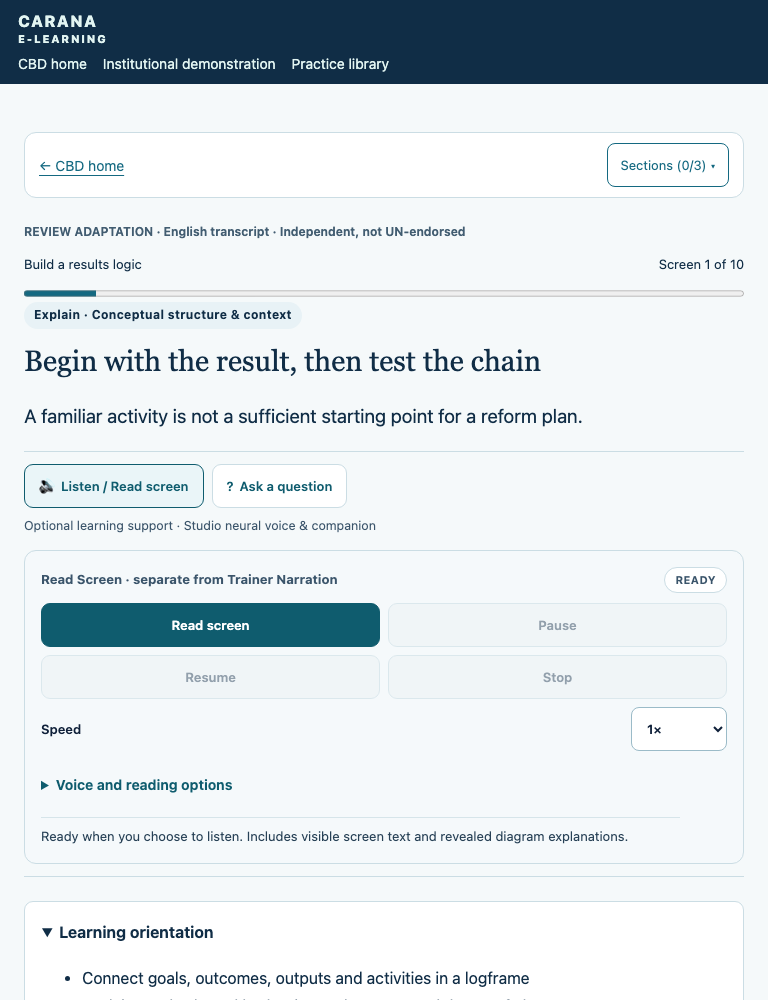 CARANA
E-LEARNING
CBD home Institutional demonstration Practice library
← CBD home
Sections (0/3) ▾
REVIEW ADAPTATION · English transcript · Independent, not UN-endorsed
Build a results logic
Screen 1 of 10
Explain · Conceptual structure & context
Begin with the result, then test the chain
A familiar activity is not a sufficient starting point for a reform plan.
Listen / Read screen
? Ask a question
Optional learning support · Studio neural voice & companion
Read Screen · separate from Trainer Narration
READY
Read screen
Pause
Resume
Stop
Speed
1×
Voice and reading options
Ready when you choose to listen. Includes visible screen text and revealed diagram explanations.
Learning orientation
• Connect goals, outcomes, outputs and activities in a logframe